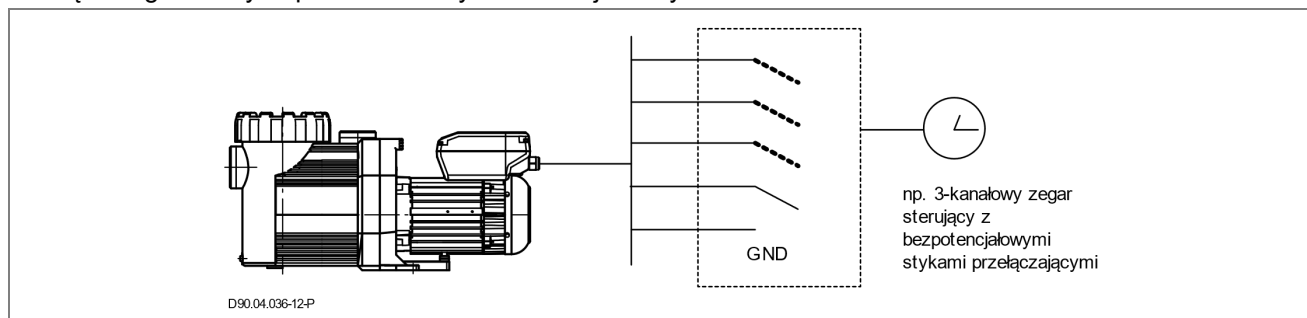 GND
np. 3-kanałowy zegar
sterujący z
bezpotencjałowymi
stykami przełączającymi
D90.04.036-12-P